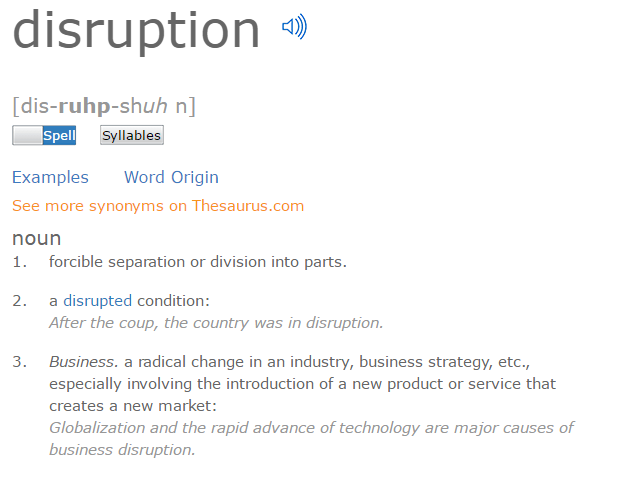 disruption
[dis-ruhp-shuh n]
Spell Syllables
Examples Word Origin
See more synonyms on Thesaurus.com
noun
1. forcible separation or division into parts.
2. a disrupted condition:
After the coup, the country was in disruption.
3. Business. a radical change in an industry, business strategy, etc.,
especially involving the introduction of a new product or service that
creates a new market:
Globalization and the rapid advance of technology are major causes of
business disruption.